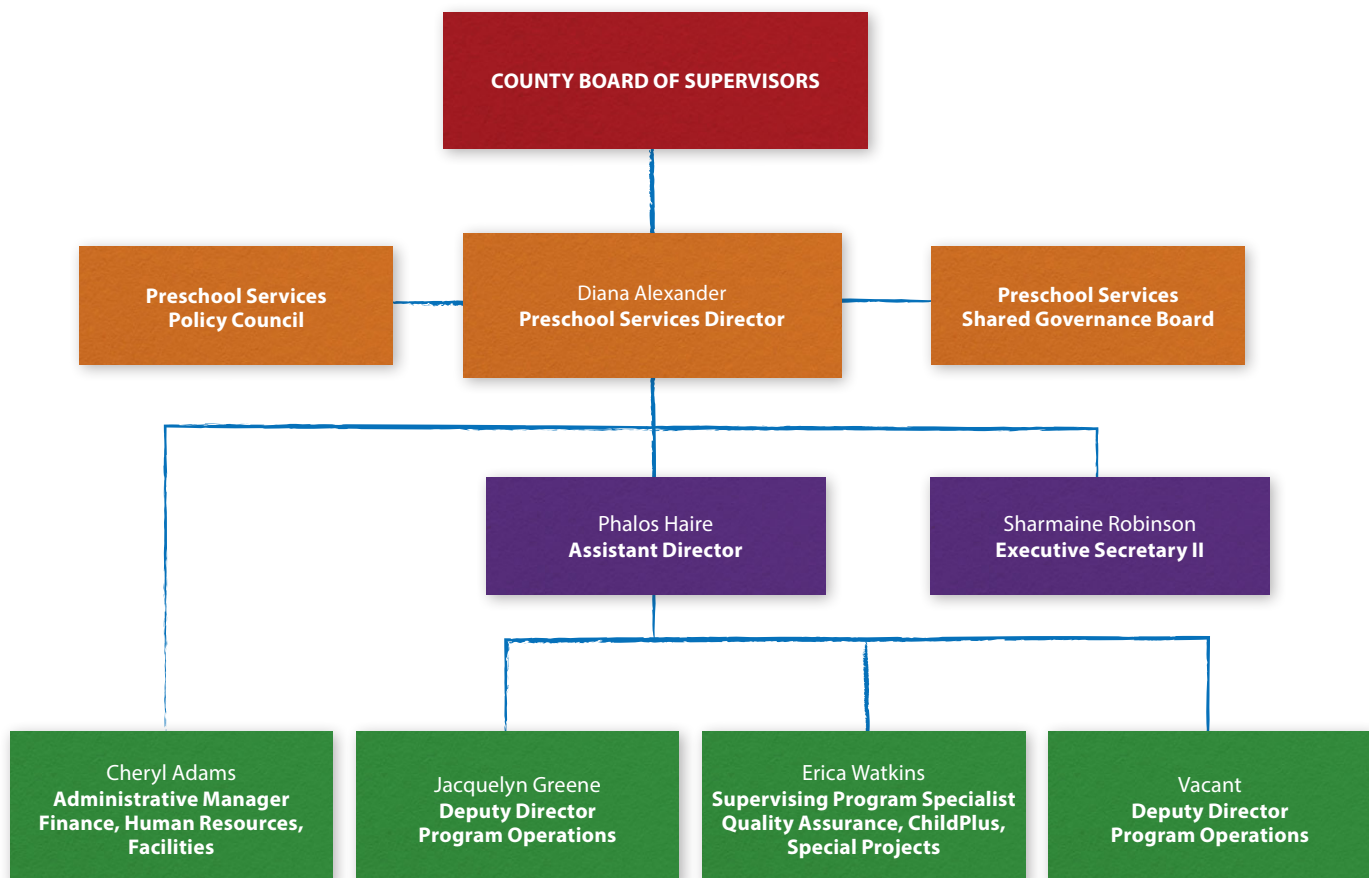 COUNTY BOARD OF SUPERVISORS
Preschool Services
Policy Council
Diana Alexander
Preschool Services Director
Preschool Services
Shared Governance Board
Phalos Haire
Assistant Director
Sharmaine Robinson
Executive Secretary II
Cheryl Adams
Administrative Manager
Finance, Human Resources,
Facilities
Jacquelyn Greene
Deputy Director
Program Operations
Erica Watkins
Supervising Program Specialist
Quality Assurance, ChildPlus,
Special Projects
Vacant
Deputy Director
Program Operations